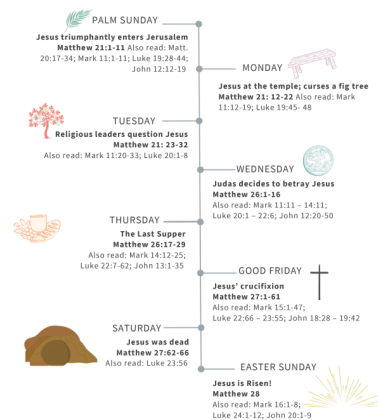 PALM SUNDAY
Jesus triumphantly enters Jerusalem
Matthew 21:1-11 Also read: Matt.
20:17-34; Mark 11:1-11; Luke 19:28-44;
John 12:12-19
MONDAY
Jesus at the temple; curses a fig tree
Matthew 21: 12-22 Also read: Mark
11:12-19; Luke 19:45- 48
TUESDAY
Religious leaders question Jesus
Matthew 21: 23-32
Also read: Mark 11:20-33; Luke 20:1-8
WEDNESDAY
Judas decides to betray Jesus
Matthew 26:1-16
Also read: Mark 11:11 – 14:11;
Luke 20:1 – 22:6; John 12:20-50
THURSDAY
The Last Supper
Matthew 26:17-29
Also read: Mark 14:12-25;
Luke 22:7-62; John 13:1-35
GOOD FRIDAY
Jesus' crucifixion
Matthew 27:1-61
Also read: Mark 15:1-47;
Luke 22:66 – 23:55; John 18:28 – 19:42
SATURDAY
Jesus was dead
Matthew 27:62-66
Also read: Luke 23:56
EASTER SUNDAY
Jesus is Risen!
Matthew 28
Also read: Mark 16:1-8;
Luke 24:1-12; John 20:1-9